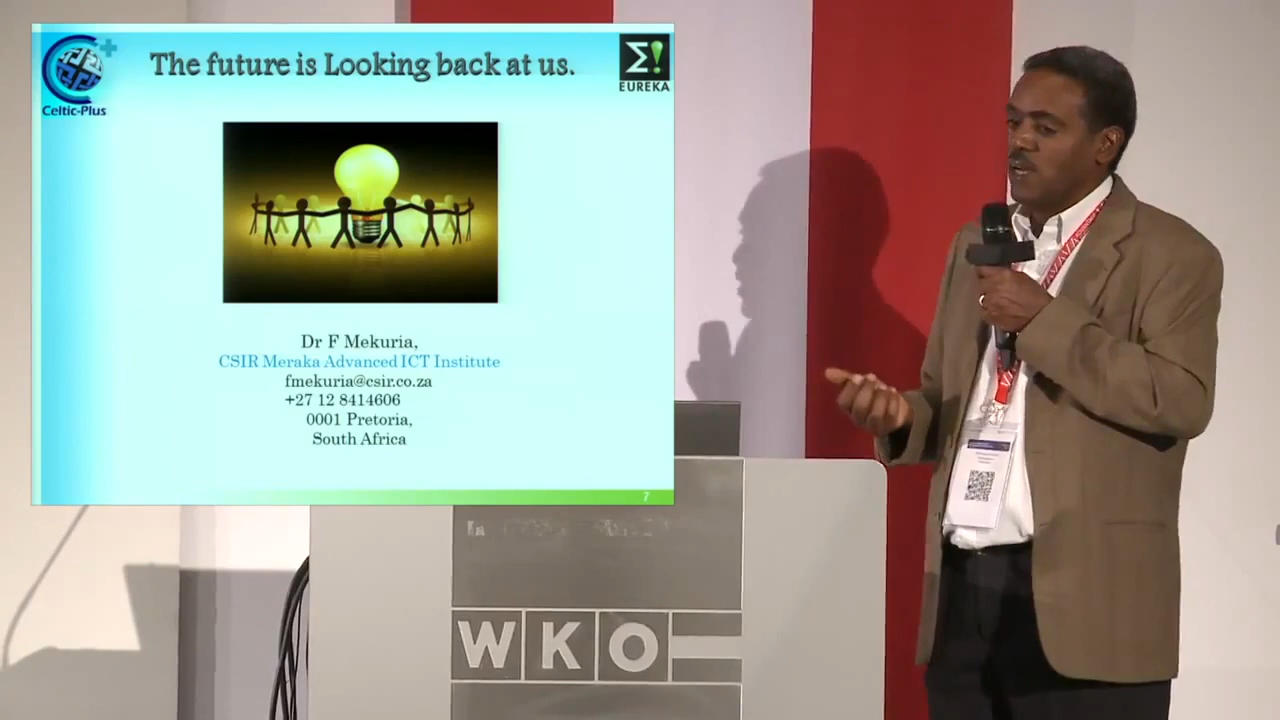 The future is Looking back at us.
Celtic-Plus
Σ!
EUREKA
Dr F Mekuria,
CSIR Meraka Advanced ICT Institute
fmekuria@csir.co.za
+27 12 8414606
0001 Pretoria,
South Africa
7
WKO